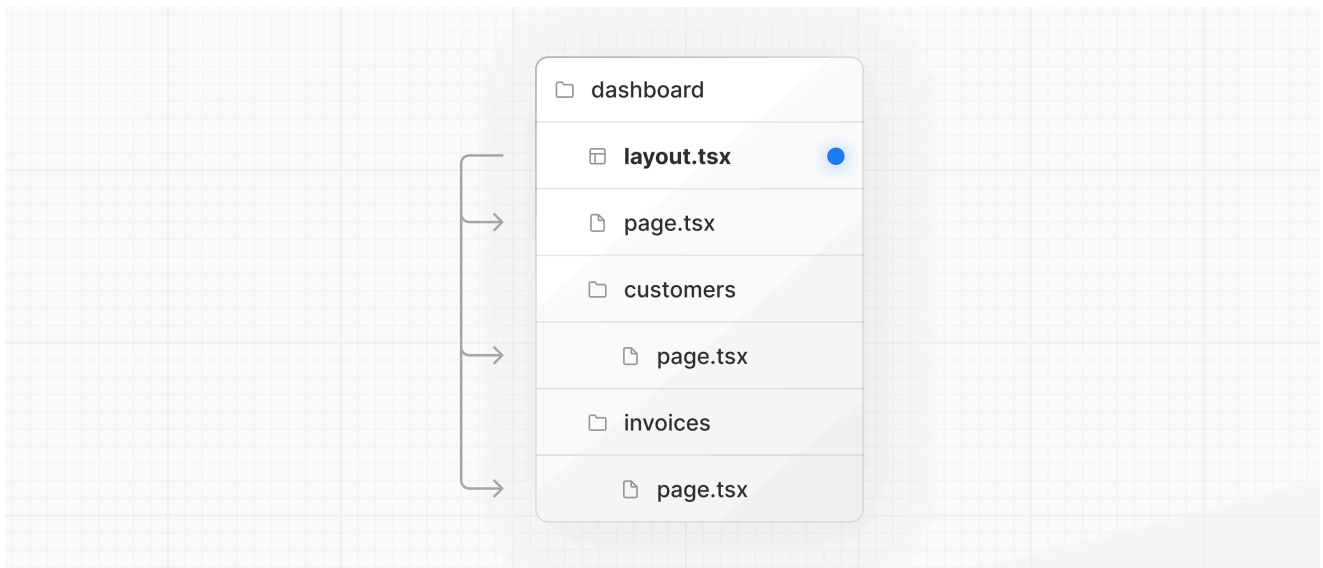 dashboard
layout.tsx
page.tsx
customers
page.tsx
invoices
page.tsx